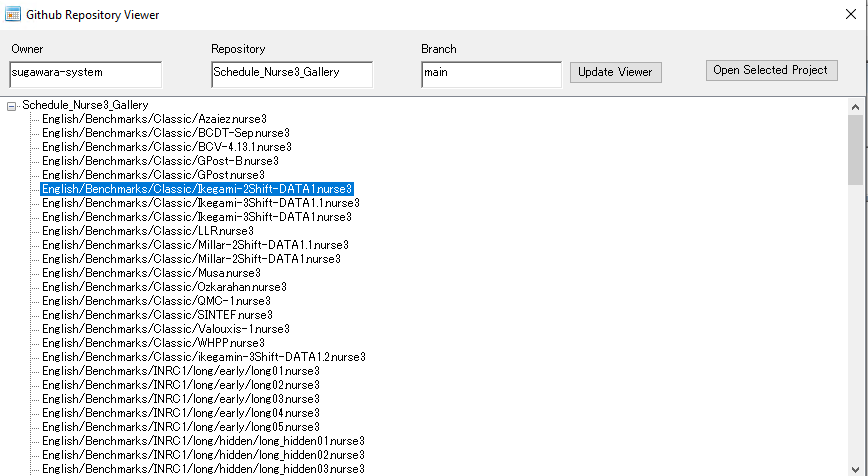 Github Repository Viewer
Owner Repository Branch
sugawara-system Schedule_Nurse3_Gallery main Update Viewer Open Selected Project
Schedule_Nurse3_Gallery
English/Benchmarks/Classic/Azaiez.nurse3
English/Benchmarks/Classic/BCDT-Sep.nurse3
English/Benchmarks/Classic/BCV-4.13.1.nurse3
English/Benchmarks/Classic/GPost-B.nurse3
English/Benchmarks/Classic/GPost.nurse3
English/Benchmarks/Classic/Ikegami-2Shift-DATA1.nurse3
English/Benchmarks/Classic/Ikegami-3Shift-DATA1.1.nurse3
English/Benchmarks/Classic/Ikegami-3Shift-DATA1.nurse3
English/Benchmarks/Classic/LLR.nurse3
English/Benchmarks/Classic/Millar-2Shift-DATA1.1.nurse3
English/Benchmarks/Classic/Millar-2Shift-DATA1.nurse3
English/Benchmarks/Classic/Musa.nurse3
English/Benchmarks/Classic/Ozkarahan.nurse3
English/Benchmarks/Classic/QMC-1.nurse3
English/Benchmarks/Classic/SINTEF.nurse3
English/Benchmarks/Classic/Valouxis-1.nurse3
English/Benchmarks/Classic/WHPP.nurse3
English/Benchmarks/Classic/ikegamin-3Shift-DATA1.2.nurse3
English/Benchmarks/INRC1/long/early/long01.nurse3
English/Benchmarks/INRC1/long/early/long03.nurse3
English/Benchmarks/INRC1/long/early/long04.nurse3
English/Benchmarks/INRC1/long/early/long05.nurse3
English/Benchmarks/INRC1/long/hidden/long_hidden01.nurse3
English/Benchmarks/INRC1/long/hidden/long_hidden02.nurse3
English/Benchmarks/INRC1/long/hidden/long_hidden03.nurse3